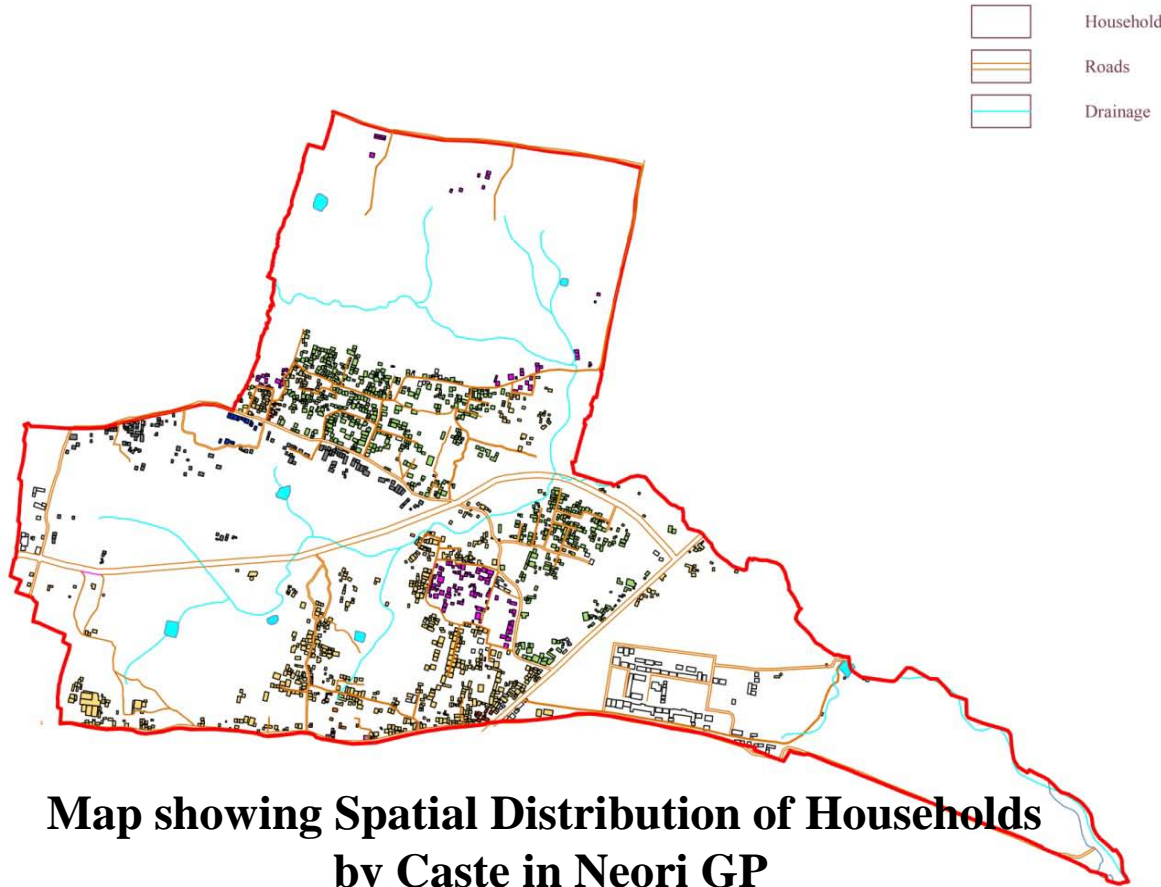 Household
Roads
Drainage
Map showing Spatial Distribution of Households
by Caste in Neori GP